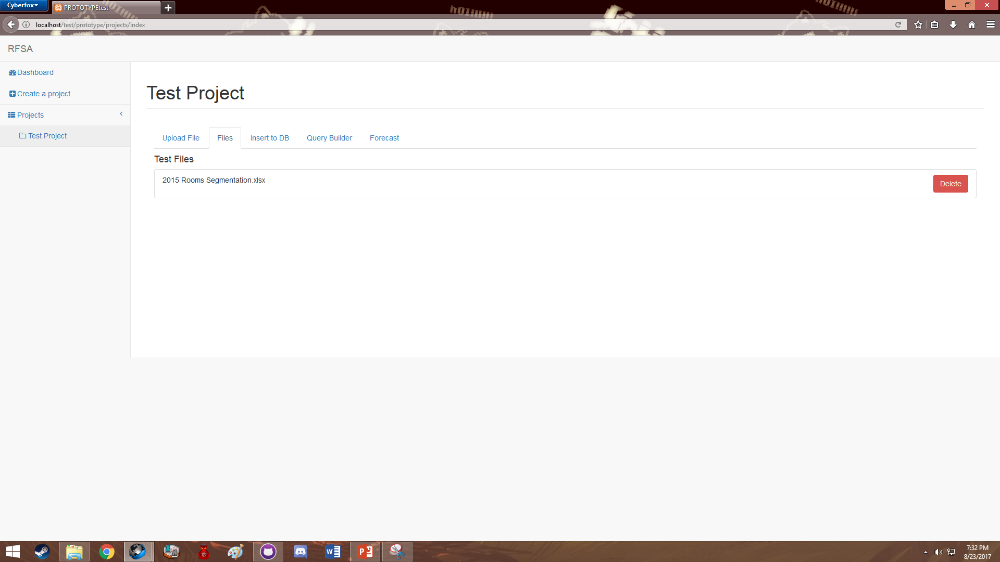 Cyberfox
PROTOTYPEtest
localhost/test/prototype/projects/index
RFSA
Dashboard
Create a project
Projects
Test Project
Test Project
Upload File
Files
Insert to DB
Query Builder
Forecast
Test Files
2015 Rooms Segmentation.xlsx
Delete
7:32 PM
8/23/2017